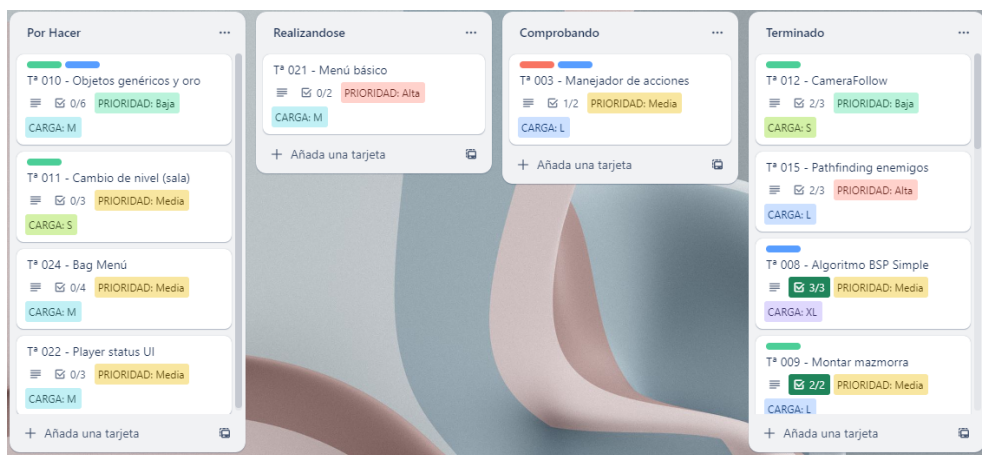 Por Hacer
Tª 010 - Objetos genéricos y oro
0/6 PRIORIDAD: Baja
CARGA: M
Tª 011 - Cambio de nivel (sala)
0/3 PRIORIDAD: Media
CARGA: S
Tª 024 - Bag Menú
0/4 PRIORIDAD: Media
CARGA: M
Tª 022 - Player status UI
0/3 PRIORIDAD: Media
CARGA: M
+ Añada una tarjeta
Realizandose
Tª 021 - Menú básico
0/2 PRIORIDAD: Alta
CARGA: M
+ Añada una tarjeta
Comprobando
Tª 003 - Manejador de acciones
1/2 PRIORIDAD: Media
CARGA: L
+ Añada una tarjeta
Terminado
Tª 012 - CameraFollow
2/3 PRIORIDAD: Baja
CARGA: S
Tª 015 - Pathfinding enemigos
2/3 PRIORIDAD: Alta
CARGA: L
Tª 008 - Algoritmo BSP Simple
3/3 PRIORIDAD: Media
CARGA: XL
Tª 009 - Montar mazmorra
2/2 PRIORIDAD: Media
CARGA: L
+ Añada una tarjeta